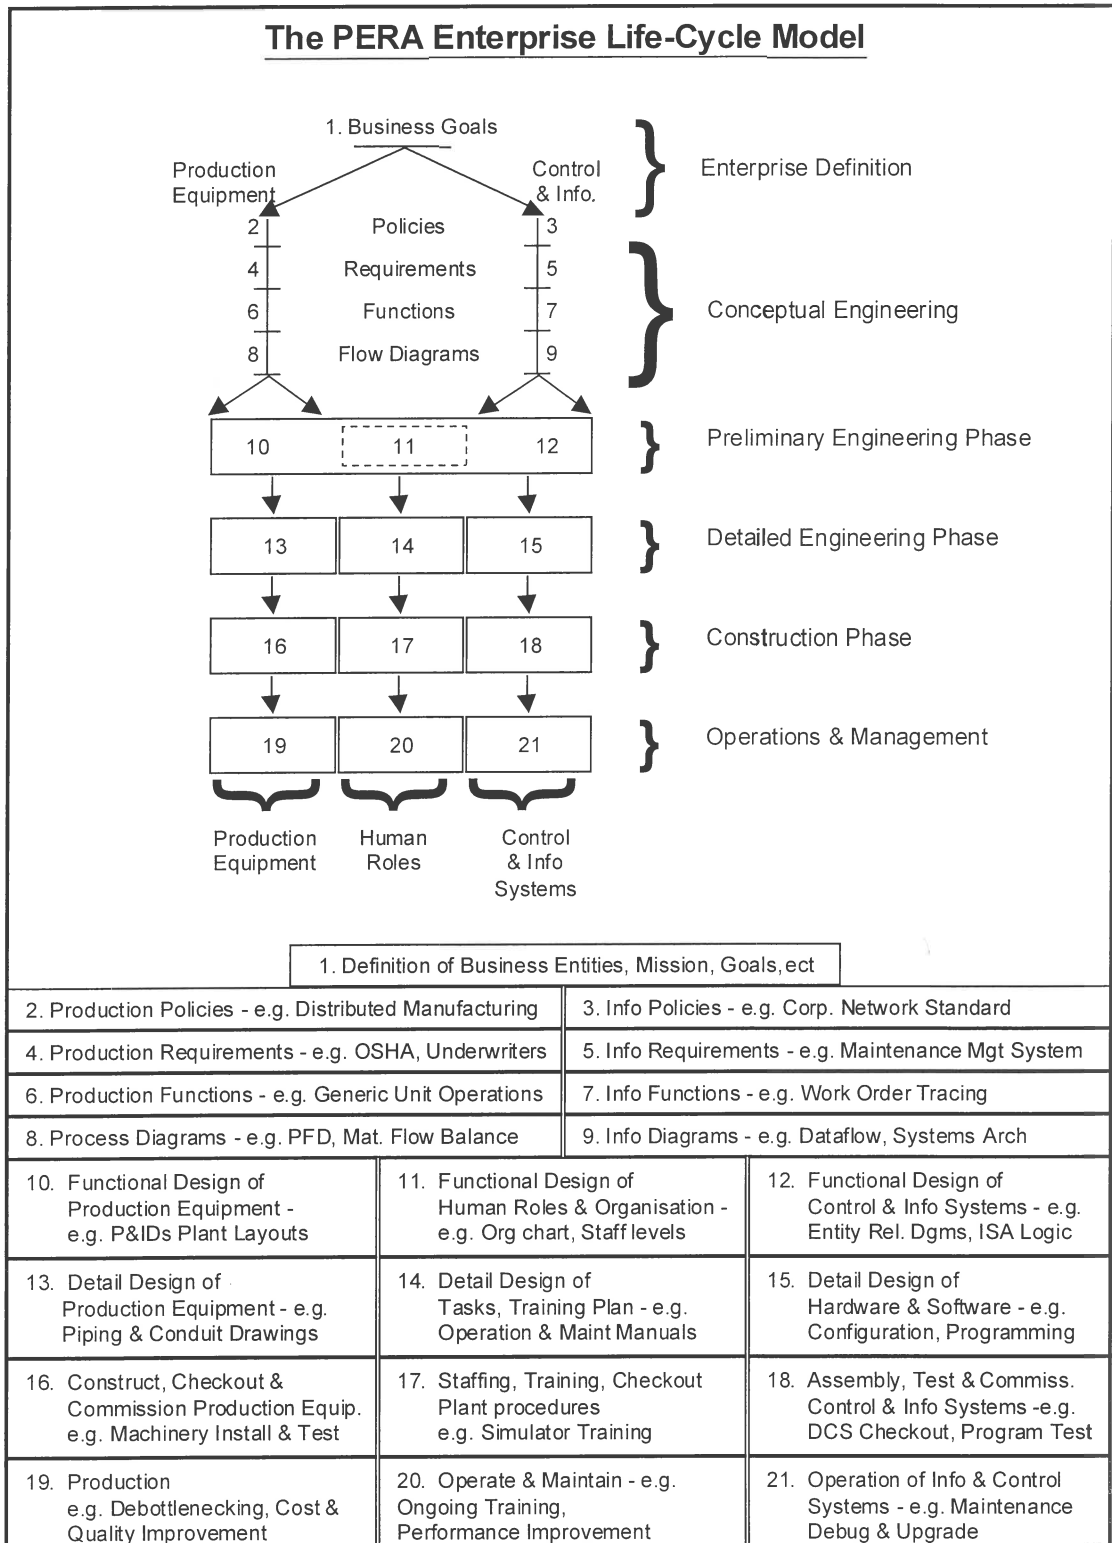 The PERA Enterprise Life-Cycle Model
1. Business Goals
Production
Equipment
Control
& Info.
Enterprise Definition
2
Policies
3
4
Requirements
5
6
Functions
7
8
Flow Diagrams
9
Conceptual Engineering
10
11
12
Preliminary Engineering Phase
13
14
15
Detailed Engineering Phase
16
17
18
Construction Phase
19
20
21
Operations & Management
Production
Equipment
Human
Roles
Control
& Info
Systems
1. Definition of Business Entities, Mission, Goals,ect
2. Production Policies - e.g. Distributed Manufacturing
3. Info Policies - e.g. Corp. Network Standard
4. Production Requirements - e.g. OSHA, Underwriters
5. Info Requirements - e.g. Maintenance Mgt System
6. Production Functions - e.g. Generic Unit Operations
7. Info Functions - e.g. Work Order Tracing
8. Process Diagrams - e.g. PFD, Mat. Flow Balance
9. Info Diagrams - e.g. Dataflow, Systems Arch
10. Functional Design of
Production Equipment -
e.g. P&IDs Plant Layouts
11. Functional Design of
Human Roles & Organisation -
e.g. Org chart, Staff levels
12. Functional Design of
Control & Info Systems - e.g.
Entity Rel. Dgms, ISA Logic
13. Detail Design of
Production Equipment - e.g.
Piping & Conduit Drawings
14. Detail Design of
Tasks, Training Plan - e.g.
Operation & Maint Manuals
15. Detail Design of
Hardware & Software - e.g.
Configuration, Programming
16. Construct, Checkout &
Commission Production Equip.
e.g. Machinery Install & Test
17. Staffing, Training, Checkout
Plant procedures
e.g. Simulator Training
18. Assembly, Test & Commiss.
Control & Info Systems -e.g.
DCS Checkout, Program Test
19. Production
e.g. Debottlenecking, Cost &
Quality Improvement
20. Operate & Maintain - e.g.
Ongoing Training,
Performance Improvement
21. Operation of Info & Control
Systems - e.g. Maintenance
Debug & Upgrade